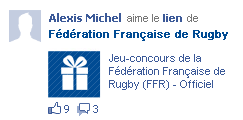 Alexis Michel aime le lien de
Fédération Française de Rugby
Jeu-concours de la
Fédération Française de
Rugby (FFR) - Officiel
9 3